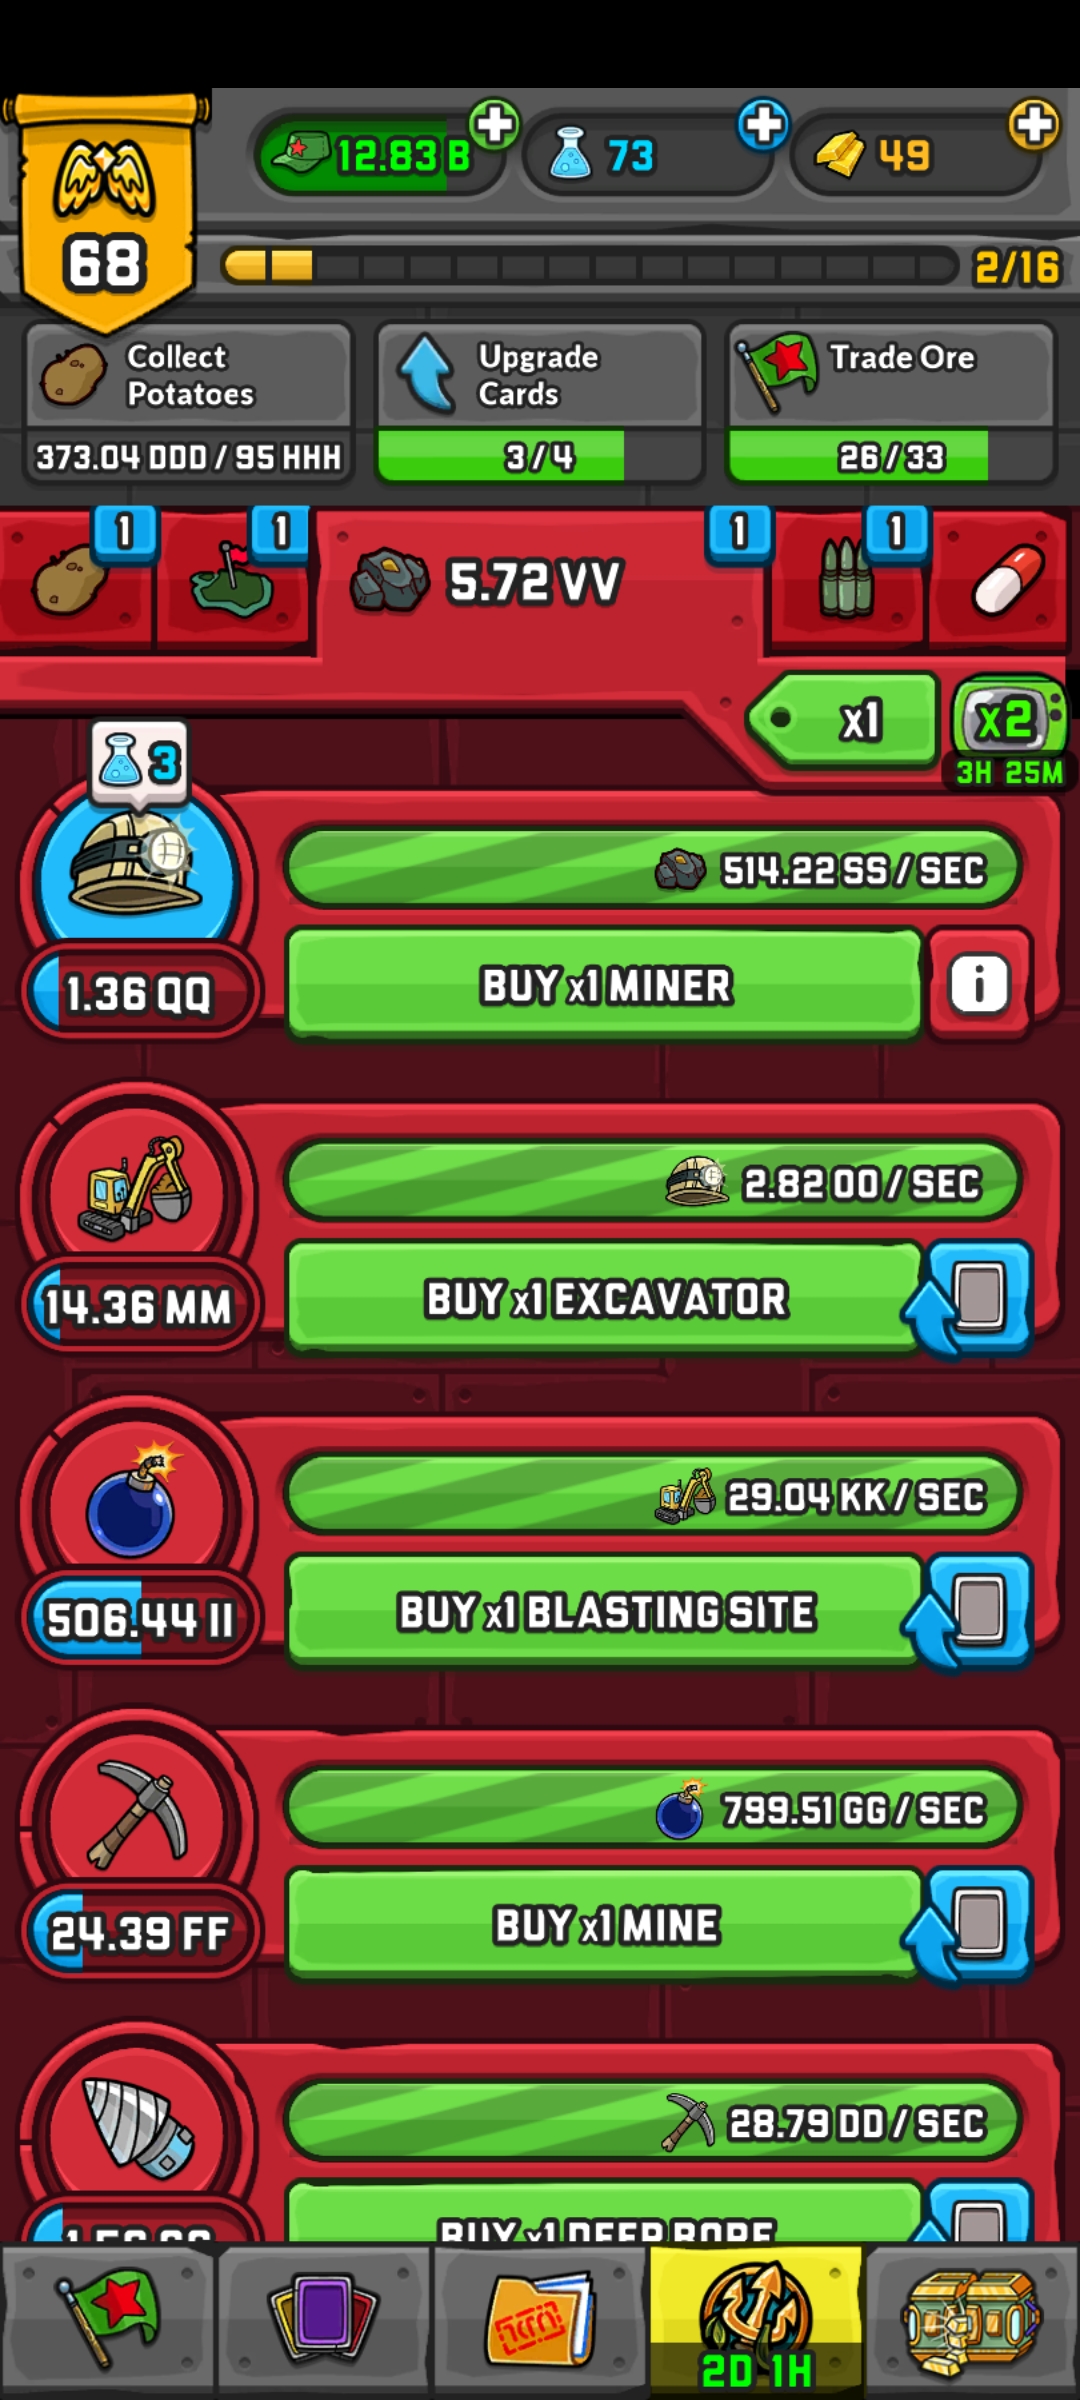 12.83 B
73
49
68
2/16
Collect
Potatoes
Upgrade
Cards
Trade Ore
373.04 DDD / 95 HHH
3/4
26/33
1
1
1
1
5.72 VV
x1
x2
3H 25M
3
514.22 SS / SEC
1.36 QQ
BUY x1 MINER
i
2.82 OO / SEC
14.36 MM
BUY x1 EXCAVATOR
29.04 KK / SEC
506.44 II
BUY x1 BLASTING SITE
799.51 GG / SEC
24.39 FF
BUY x1 MINE
28.79 DD / SEC
BUY x1 DEEP BORE
2D 1H